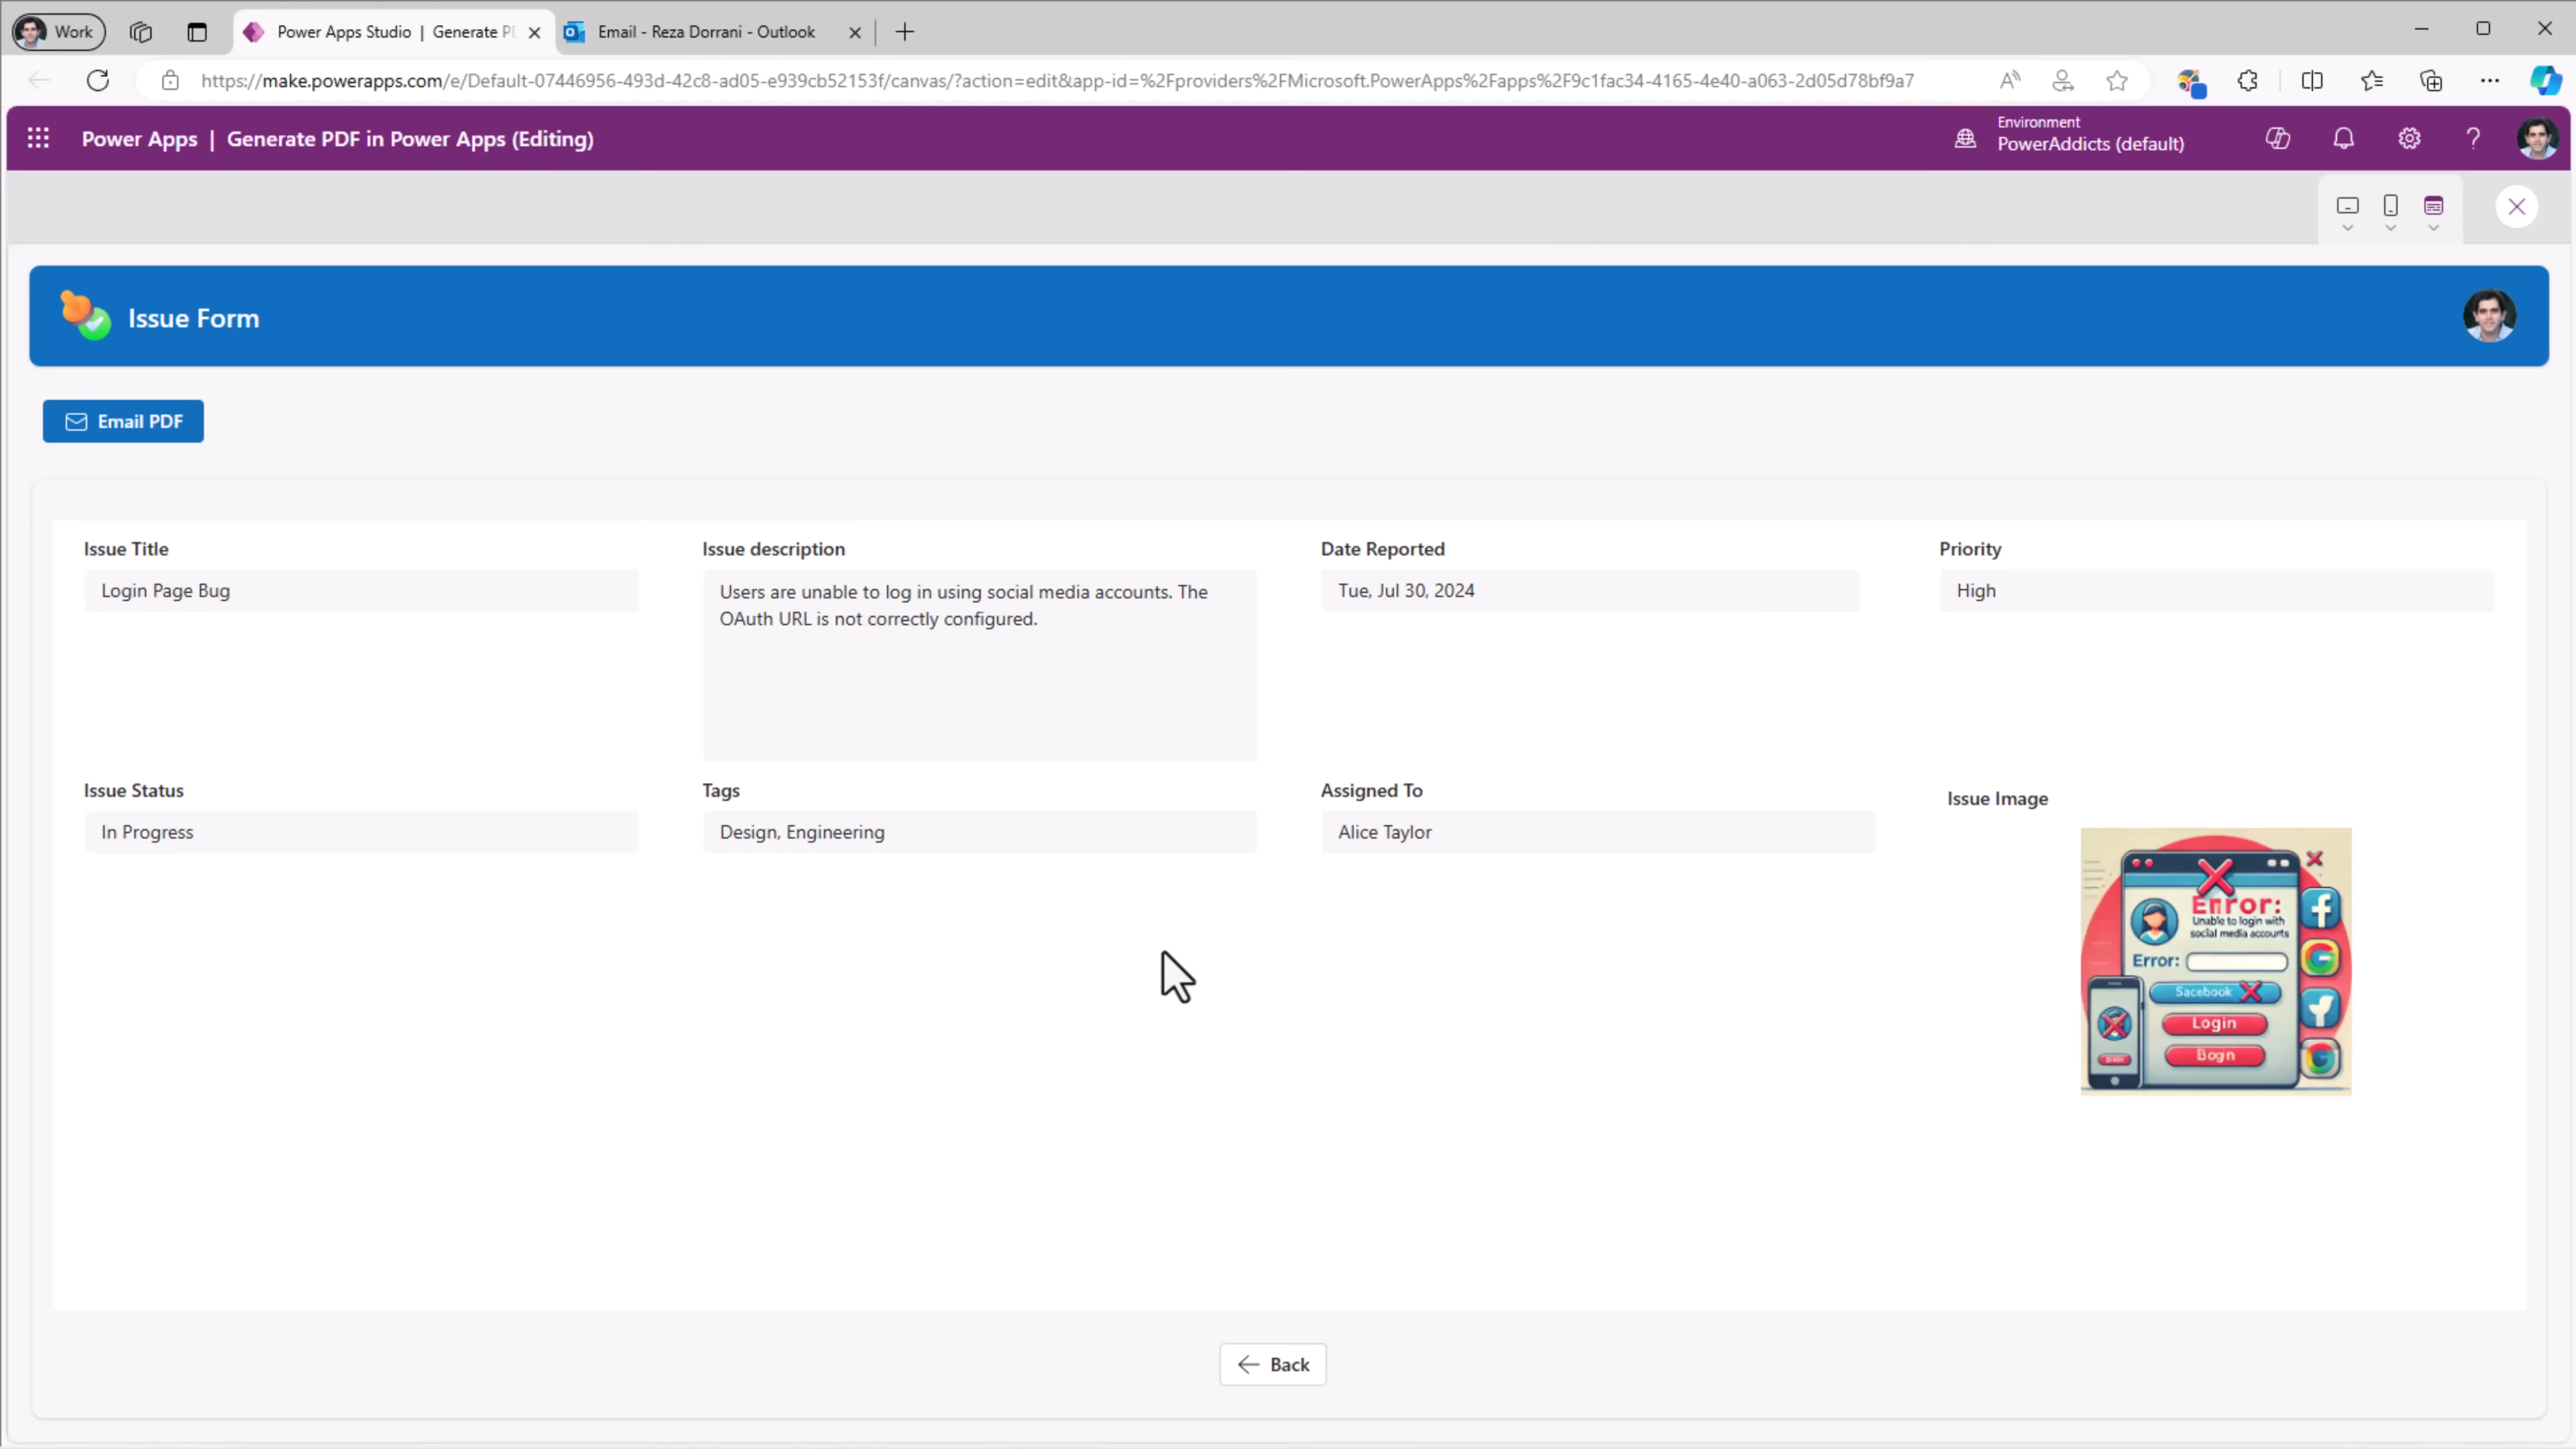 Work
Power Apps Studio | Generate P
Email - Reza Dorrani - Outlook
https://make.powerapps.com/e/Default-07446956-493d-42c8-ad05-e939cb52153f/canvas/?action=edit&app-id=%2Fproviders%2FMicrosoft.PowerApps%2Fapps%2F9c1fac34-4165-4e40-a063-2d05d78bf9a7
Power Apps | Generate PDF in Power Apps (Editing)
Environment
PowerAddicts (default)
Issue Form
Email PDF
Issue Title
Login Page Bug
Issue description
Users are unable to log in using social media accounts. The
OAuth URL is not correctly configured.
Date Reported
Tue, Jul 30, 2024
Priority
High
Issue Status
In Progress
Tags
Design, Engineering
Assigned To
Alice Taylor
Issue Image
Error:
Unable to login with
social media accounts
Error:
Sacebook
Login
Bogin
Back